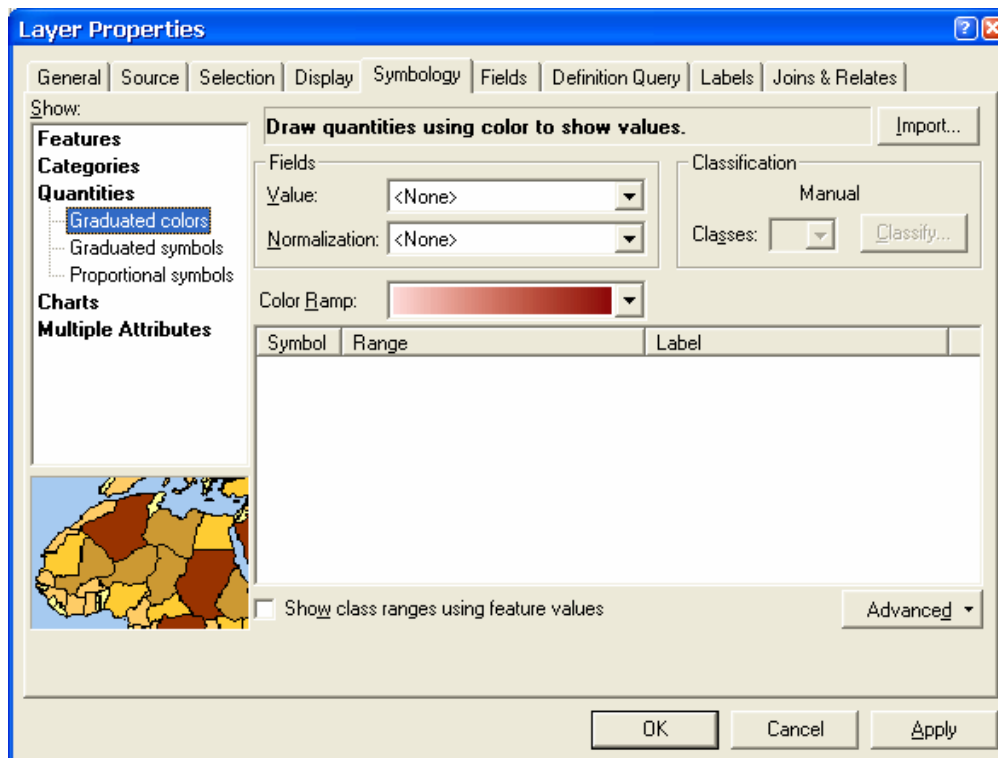 Layer Properties
General Source Selection Display Symbology Fields Definition Query Labels Joins & Relates
Show:
Features
Categories
Quantities
Graduated colors
Graduated symbols
Proportional symbols
Charts
Multiple Attributes
Draw quantities using color to show values.
Import...
Fields
Value: <None>
Normalization: <None>
Classification
Manual
Classes:
Classify...
Color Ramp:
Symbol Range Label
Show class ranges using feature values
Advanced
OK Cancel Apply